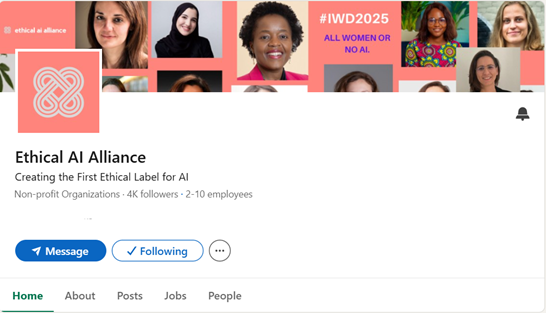 ethical ai alliance
#IWD2025
ALL WOMEN OR
NO AI.
Ethical AI Alliance
Creating the First Ethical Label for AI
Non-profit Organizations · 4K followers · 2-10 employees
Message
Following
Home
About
Posts
Jobs
People